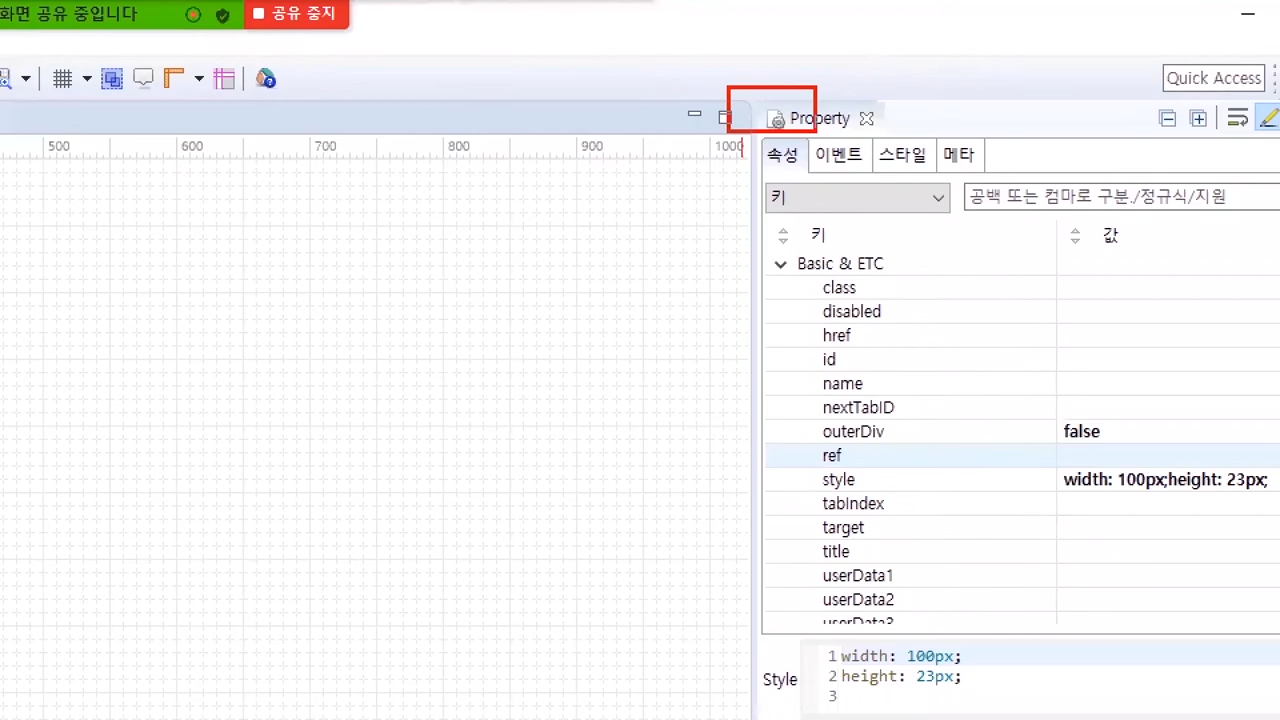 화면 공유 중입니다
공유 중지
Quick Access
Property
500 600 700 800 900 1000
속성 이벤트 스타일 메타
키
공백 또는 컴마로 구분./정규식/지원
키 값
Basic & ETC
class
disabled
href
id
name
nextTabID
outerDiv false
ref
style width: 100px;height: 23px;
tabIndex
target
title
userData1
userData2
userData3
Style
1 width: 100px;
2 height: 23px;
3